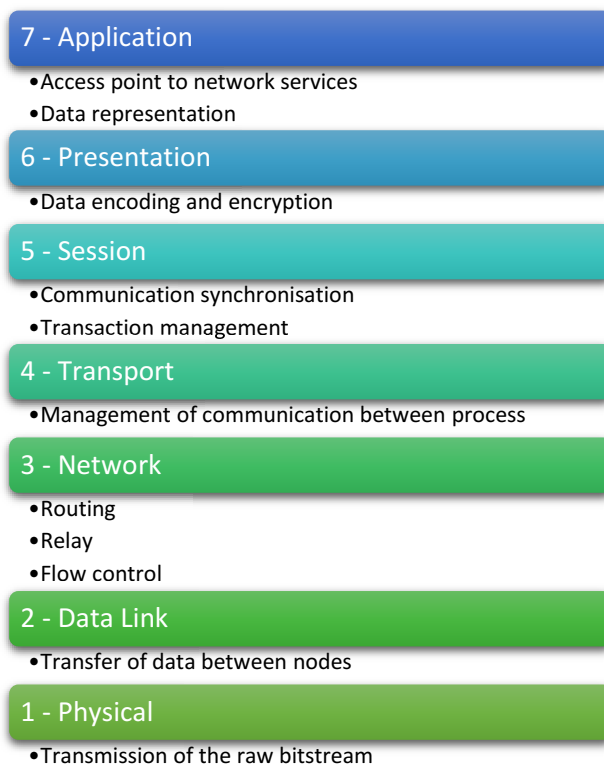 7 - Application
•Access point to network services
•Data representation
6 - Presentation
•Data encoding and encryption
5 - Session
•Communication synchronisation
•Transaction management
4 - Transport
•Management of communication between process
3 - Network
•Routing
•Relay
•Flow control
2 - Data Link
•Transfer of data between nodes
1 - Physical
•Transmission of the raw bitstream